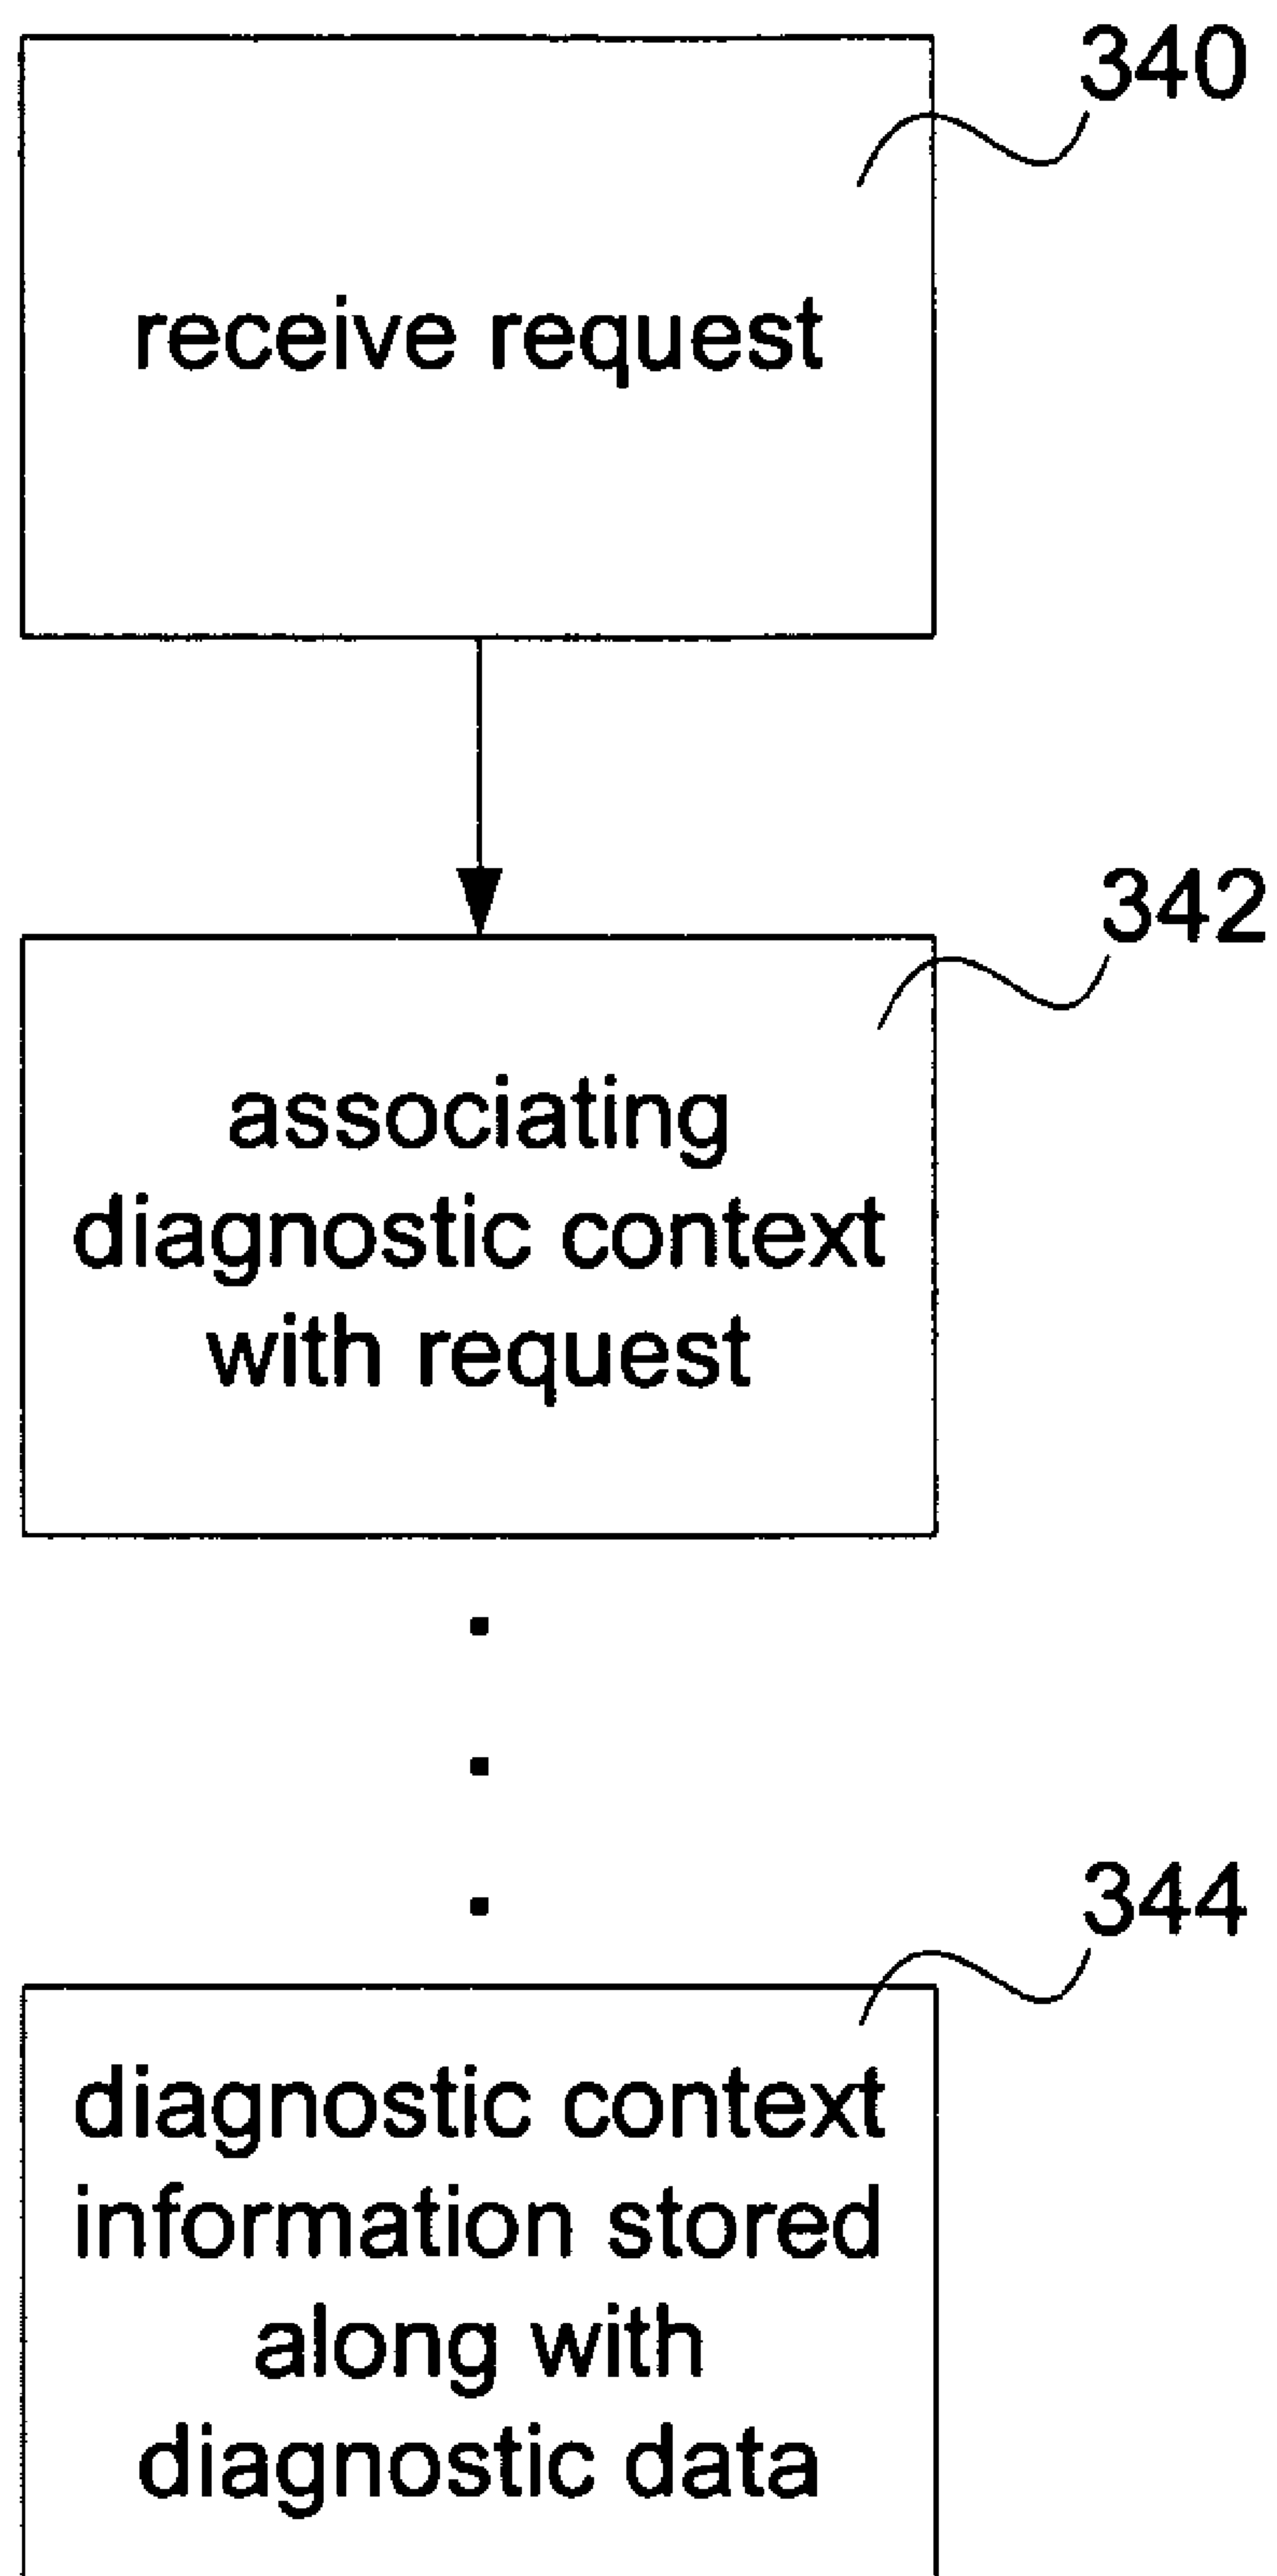 340
receive request
342
associating
diagnostic context
with request
344
diagnostic context
information stored
along with
diagnostic data